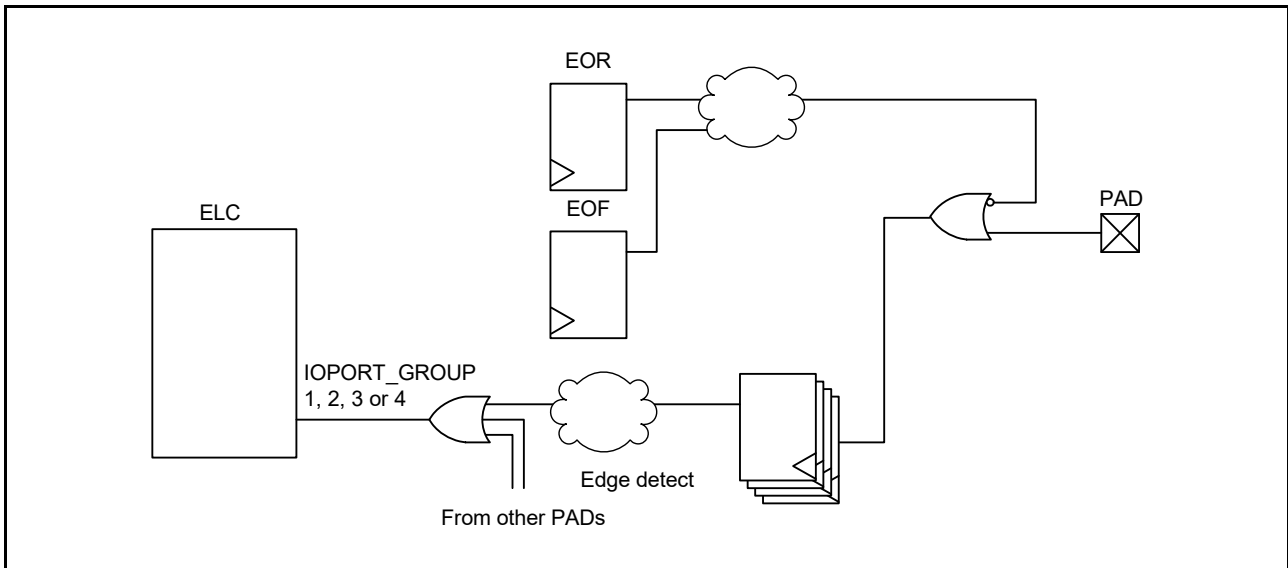 EOR
EOF
ELC
PAD
IOPORT_GROUP
1, 2, 3 or 4
Edge detect
From other PADs